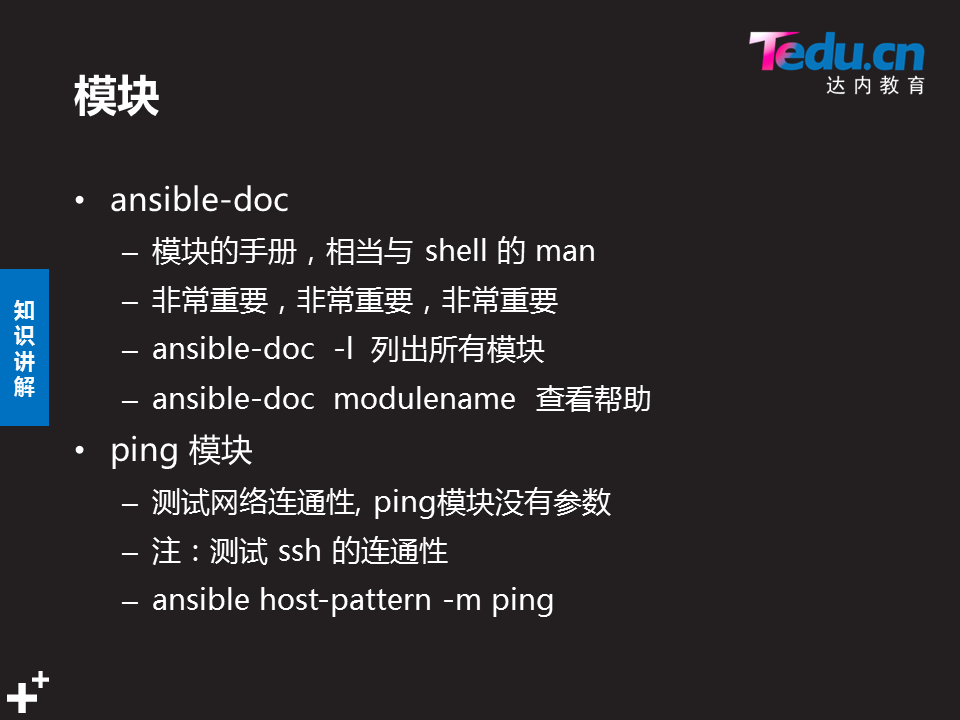 Tedu.cn
达内教育
模块
• ansible-doc
– 模块的手册，相当与 shell 的 man
– 非常重要，非常重要，非常重要
– ansible-doc  -l  列出所有模块
– ansible-doc  modulename  查看帮助
知识讲解
• ping 模块
– 测试网络连通性, ping模块没有参数
– 注：测试 ssh 的连通性
– ansible host-pattern -m ping